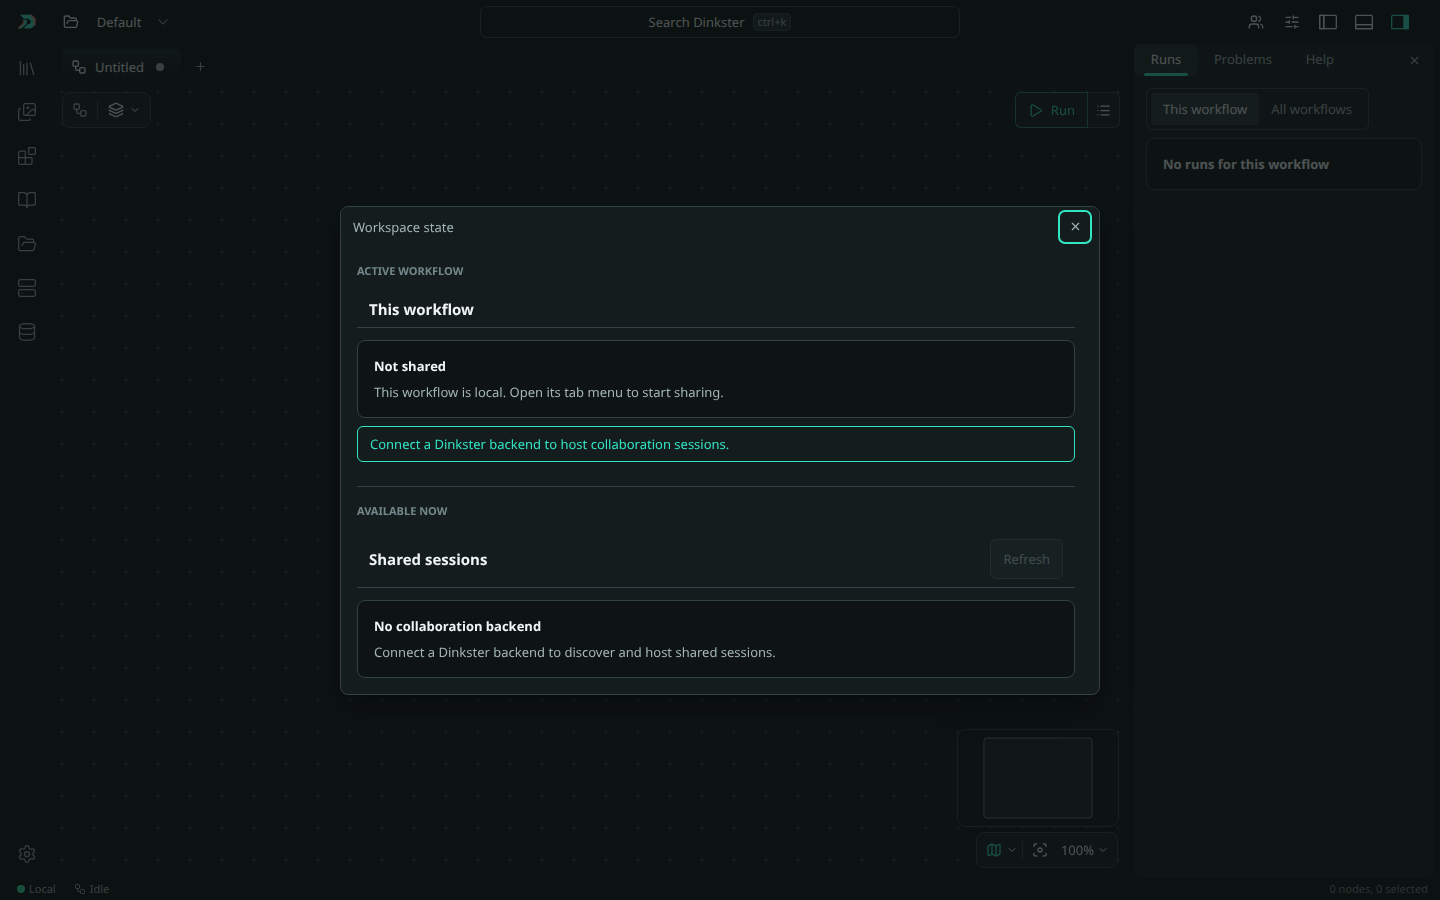 Default
Search Dinkster ctrl+k
Untitled
Runs Problems Help
Run
This workflow All workflows
No runs for this workflow
Workspace state
ACTIVE WORKFLOW
This workflow
Not shared
This workflow is local. Open its tab menu to start sharing.
Connect a Dinkster backend to host collaboration sessions.
AVAILABLE NOW
Shared sessions
Refresh
No collaboration backend
Connect a Dinkster backend to discover and host shared sessions.
100%
Local Idle
0 nodes, 0 selected